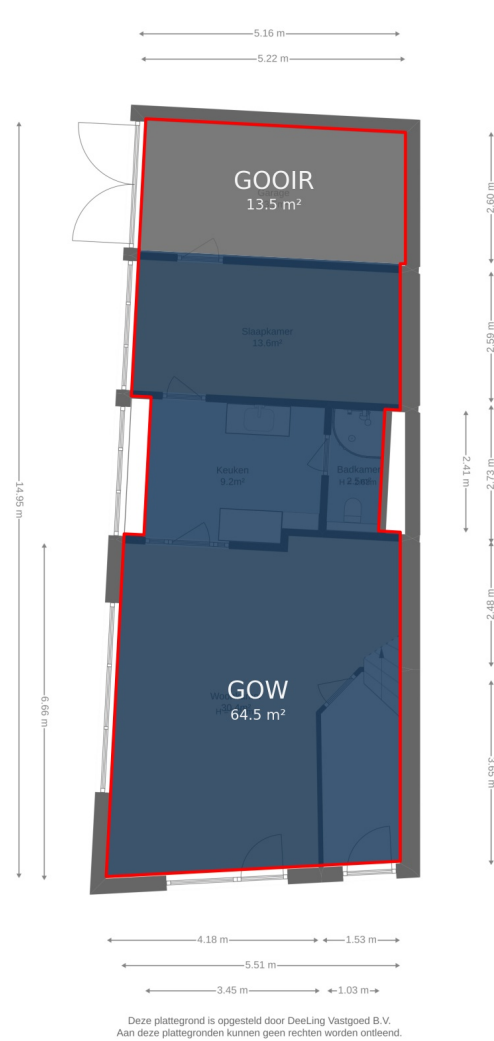 5.16 m
5.22 m
GOOIR
13.5 m²
2.60 m
Slaapkamer
13.6m²
2.59 m
Keuken
9.2m²
Badkamer
2.41 m
2.73 m
14.95 m
2.48 m
6.66 m
GOW
64.5 m²
3.65 m
4.18 m
1.53 m
5.51 m
3.45 m
1.03 m
Deze plattegrond is opgesteld door DeeLing Vastgoed B.V.
Aan deze plattegronden kunnen geen rechten worden ontleend.